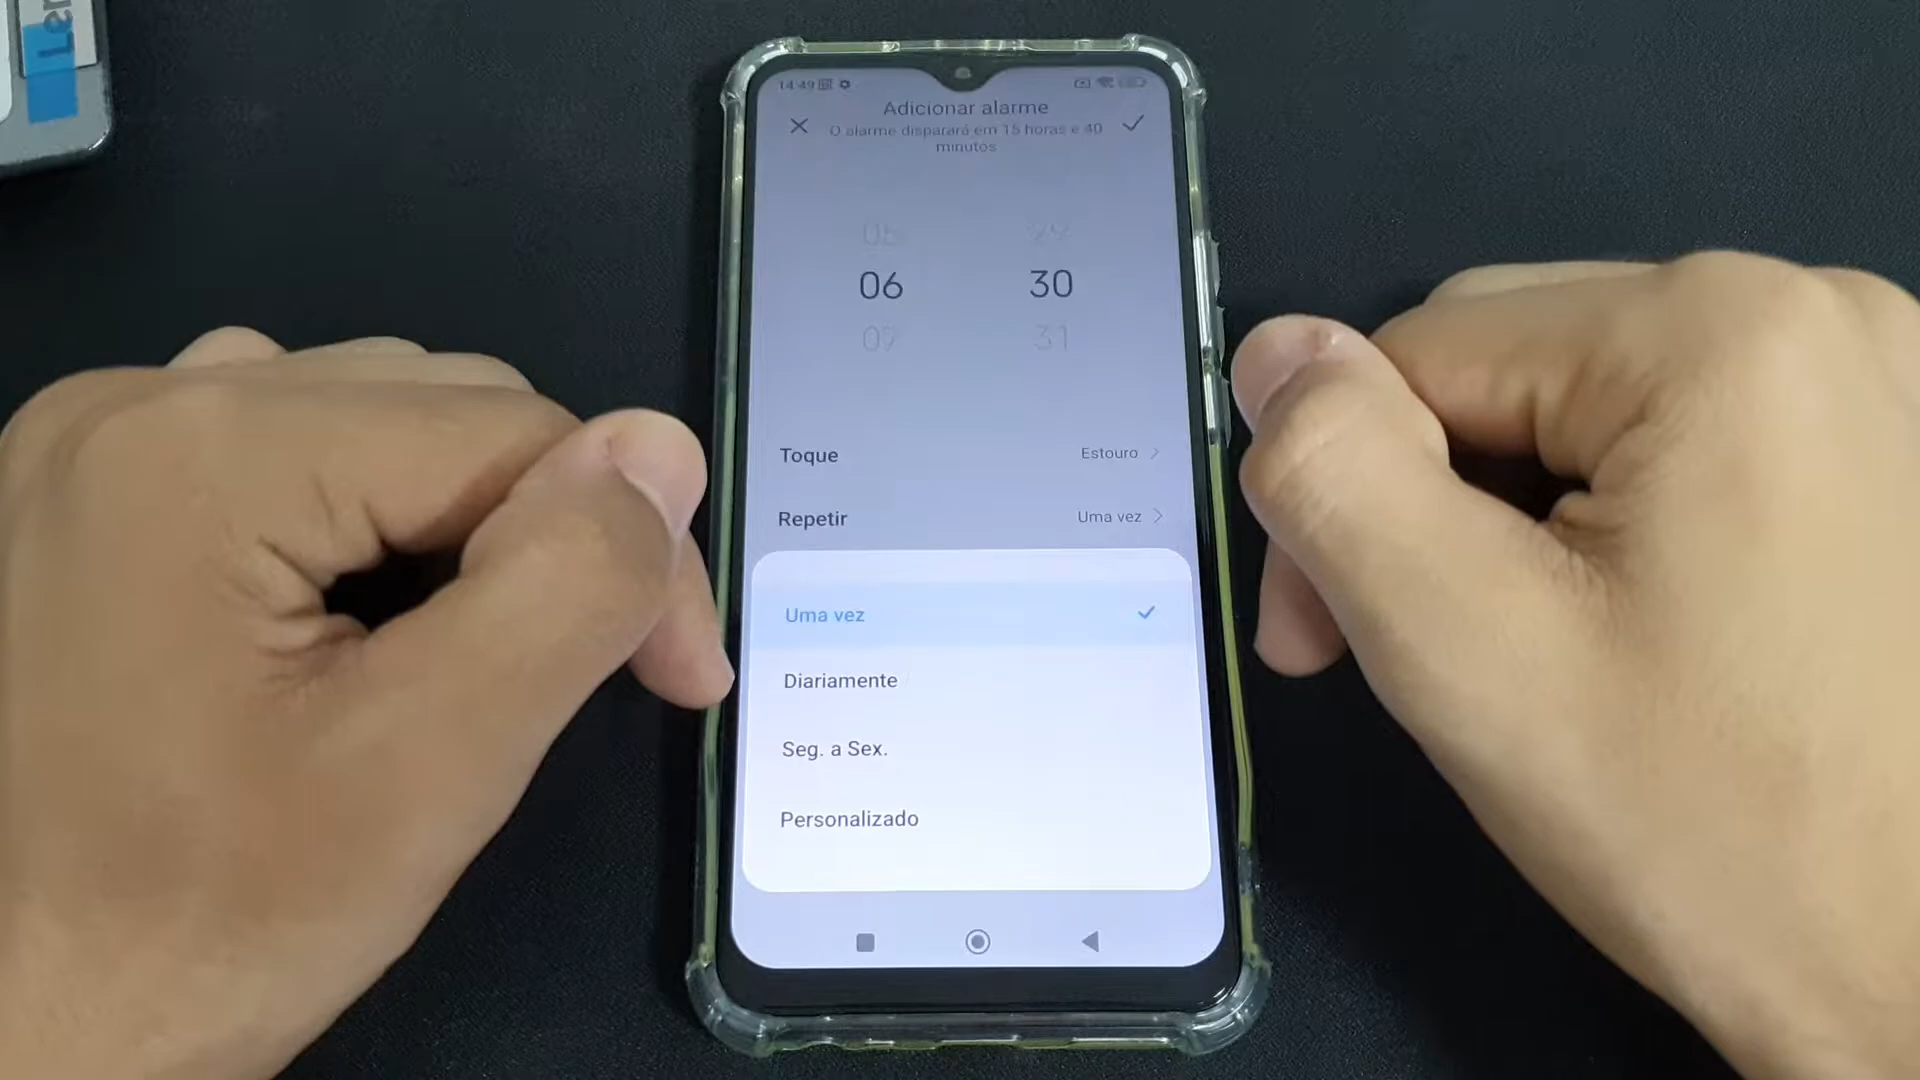 14:49
Adicionar alarme
O alarme disparará em 15 horas e 40
minutos
29
06 30
31
Toque Estouro
Repetir Uma vez
Uma vez
Diariamente
Seg. a Sex.
Personalizado